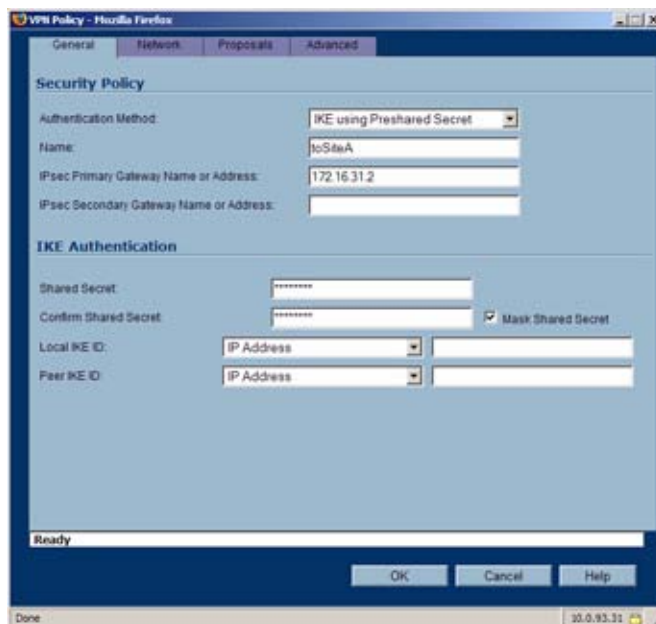 VPN Policy - Mozilla Firefox
General Network Proposals Advanced
Security Policy
Authentication Method: IKE using Preshared Secret
Name: toSiteA
IPsec Primary Gateway Name or Address: 172.16.31.2
IPsec Secondary Gateway Name or Address:
IKE Authentication
Shared Secret: ********
Confirm Shared Secret: ******** Mask Shared Secret
Local IKE ID: IP Address
Peer IKE ID: IP Address
Ready
OK Cancel Help
Done 10.0.93.31